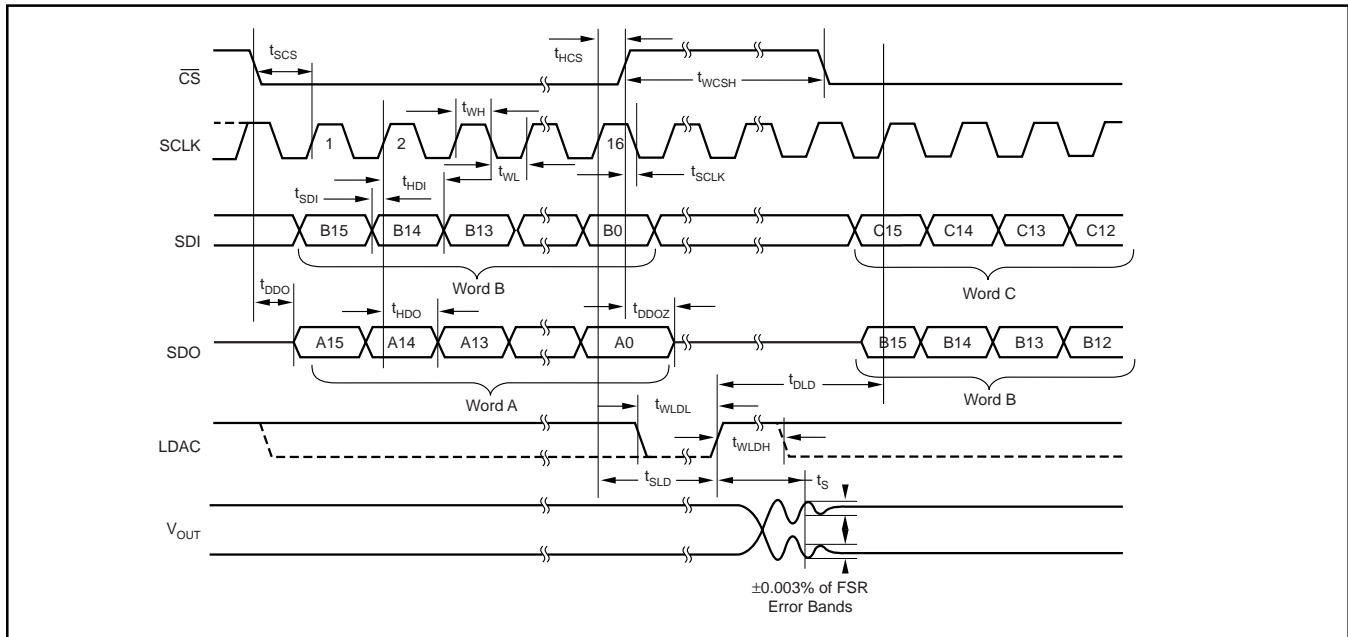 CS tSCS tHCS tWCSH
SCLK 1 2 tWH 16
tWL tSCLK
tSDI tHDI
SDI B15 B14 B13 B0 C15 C14 C13 C12
Word B Word C
tDDO tHDO tDDOZ
SDO A15 A14 A13 A0 B15 B14 B13 B12
Word A tDLD Word B
tWLDL
LDAC tWLDH
tSLD tS
VOUT
±0.003% of FSR
Error Bands